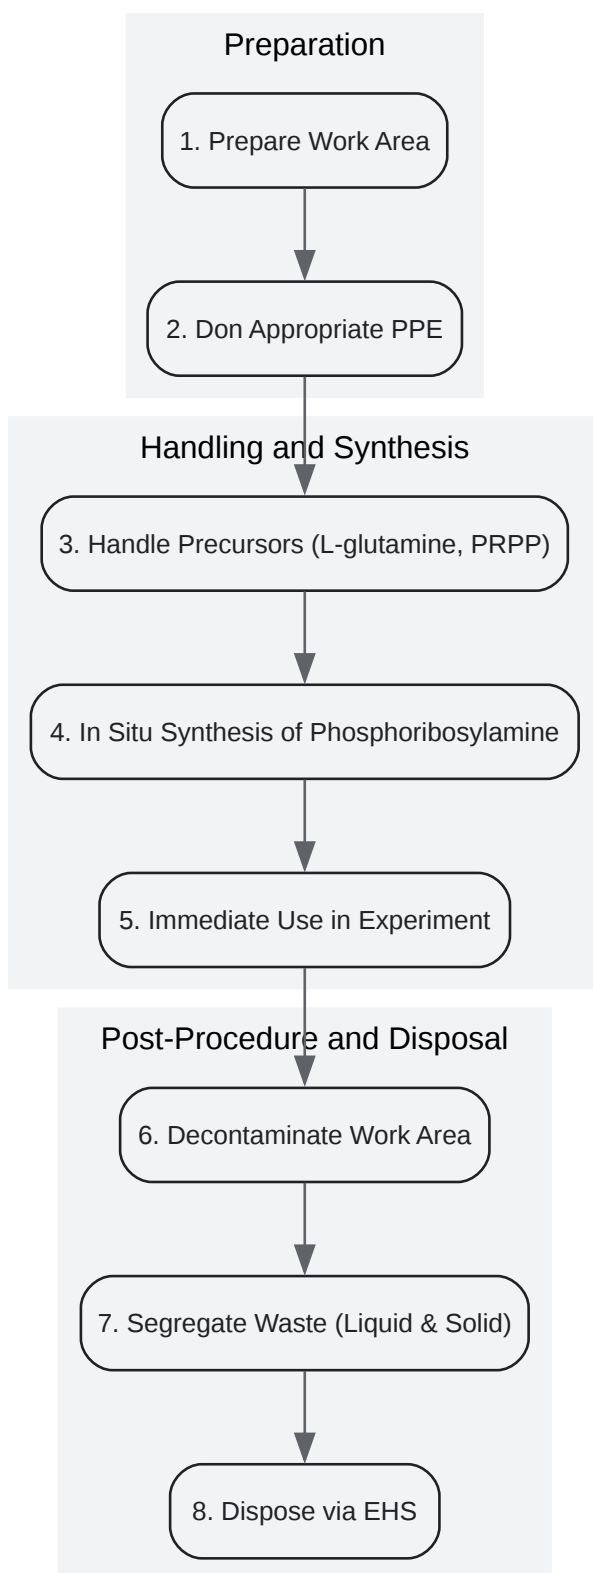 Preparation
1. Prepare Work Area
2. Don Appropriate PPE
Handling and Synthesis
3. Handle Precursors (L-glutamine, PRPP)
4. In Situ Synthesis of Phosphoribosylamine
5. Immediate Use in Experiment
Post-Procedure and Disposal
6. Decontaminate Work Area
7. Segregate Waste (Liquid & Solid)
8. Dispose via EHS